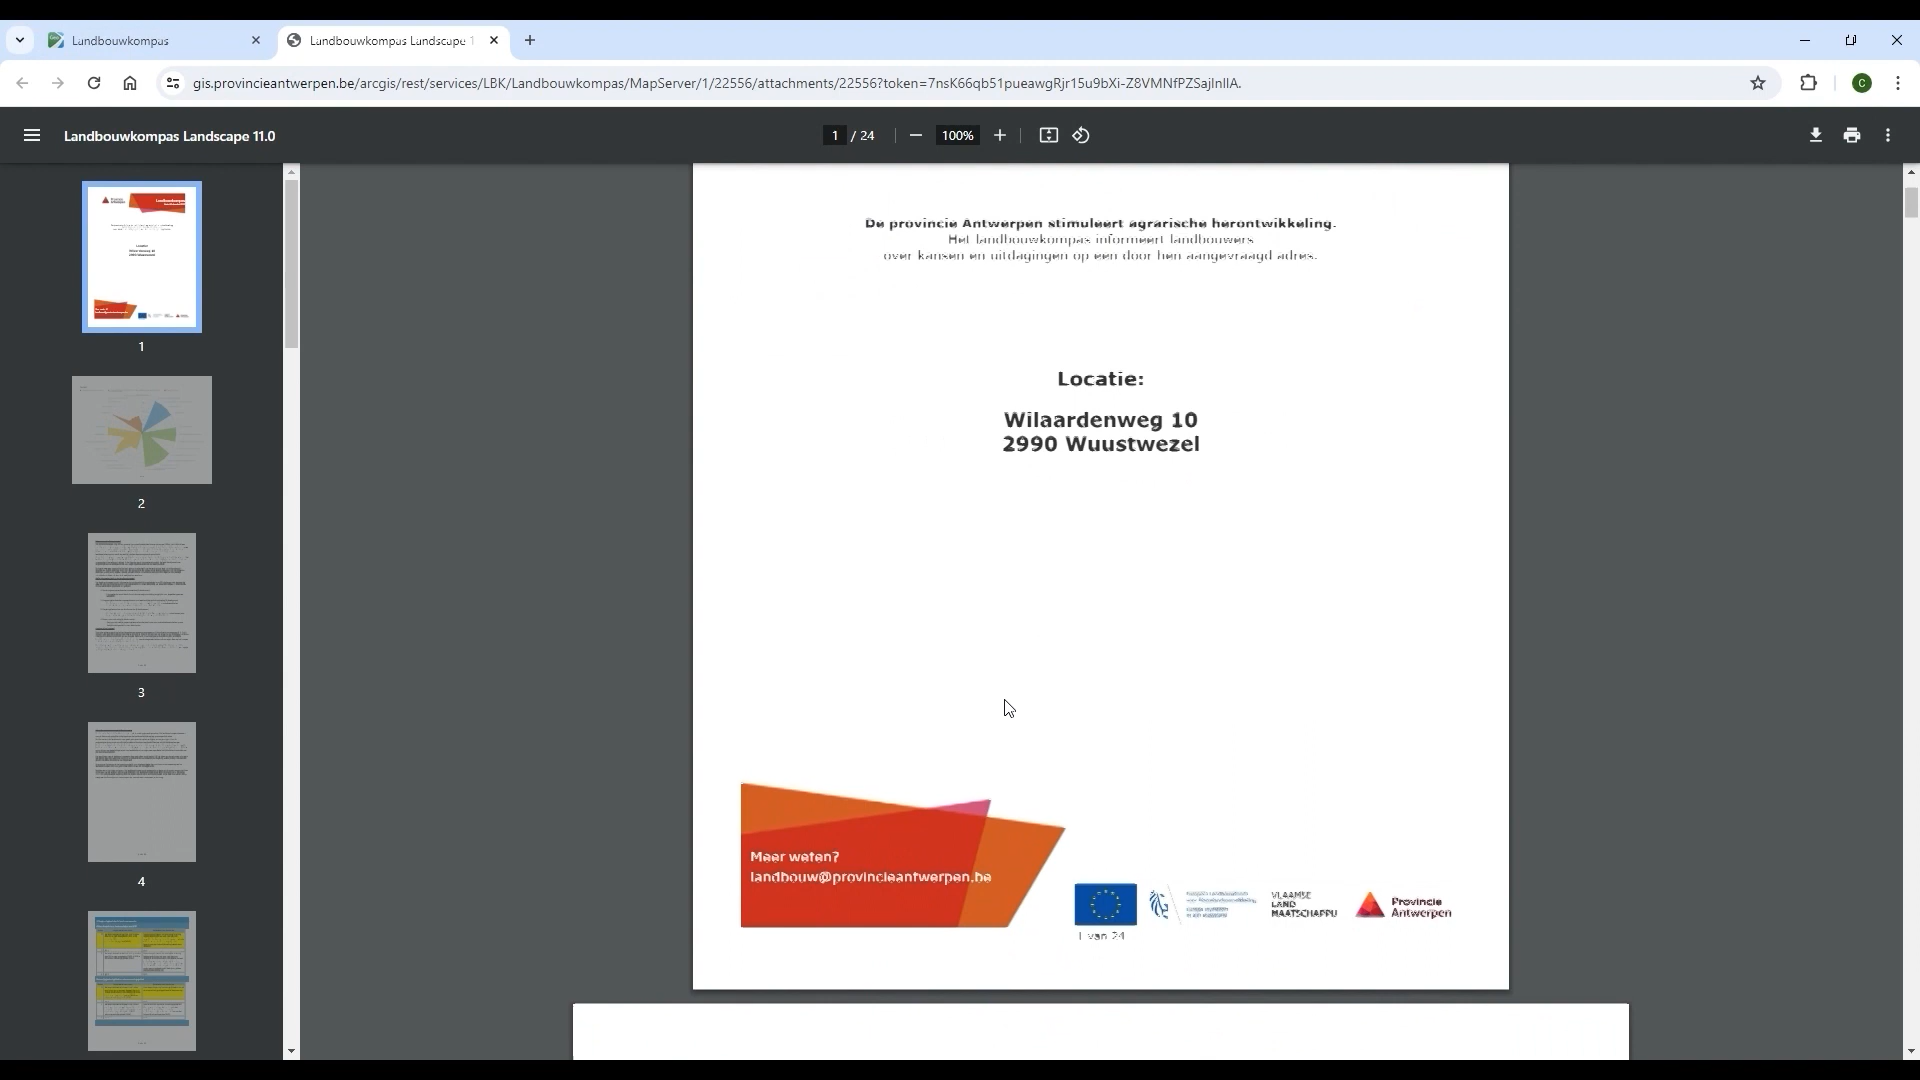 Landbouwkompas
Landbouwkompas Landscape 1
gis.provincieantwerpen.be/arcgis/rest/services/LBK/Landbouwkompas/MapServer/1/22556/attachments/22556?token=7nsK66qb51pueawgRjr15u9bXi-Z8VMNfPZSajInIIA.
C
Landbouwkompas Landscape 11.0
1 / 24
100%
1
2
3
4
De provincie Antwerpen stimuleert agrarische herontwikkeling.
Het landbouwkompas informeert landbouwers
over kansen en uitdagingen op een door hen aangevraagd adres.
Locatie:
Wilaardenweg 10
2990 Wuustwezel
Meer weten?
landbouw@provincieantwerpen.be
VLAAMSE
LAND
MAATSCHAPPIJ
Provincie
Antwerpen
1 van 24